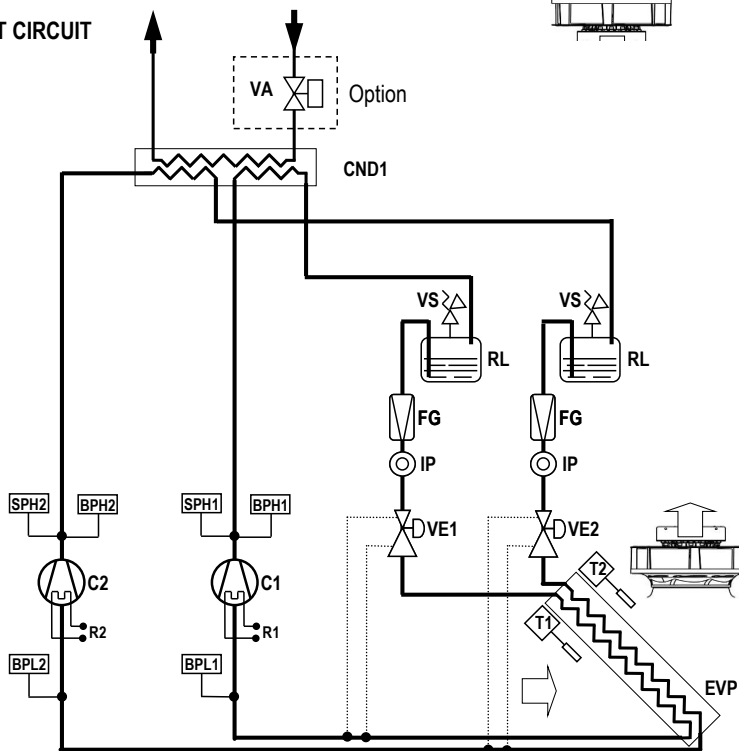 T CIRCUIT
VA
Option
CND1
VS
VS
RL
RL
FG
FG
IP
IP
SPH2
BPH2
SPH1
BPH1
VE1
VE2
C2
C1
T2
R2
R1
T1
BPL2
BPL1
EVP